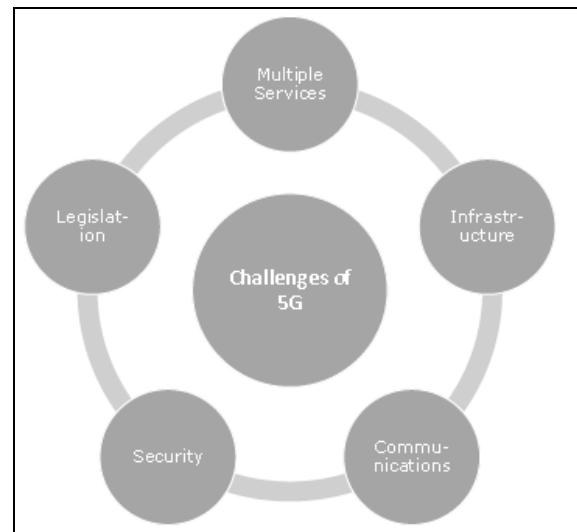 Multiple
Services
Legislat-
ion
Infrastr-
ucture
Challenges of
5G
Security
Commu-
nications